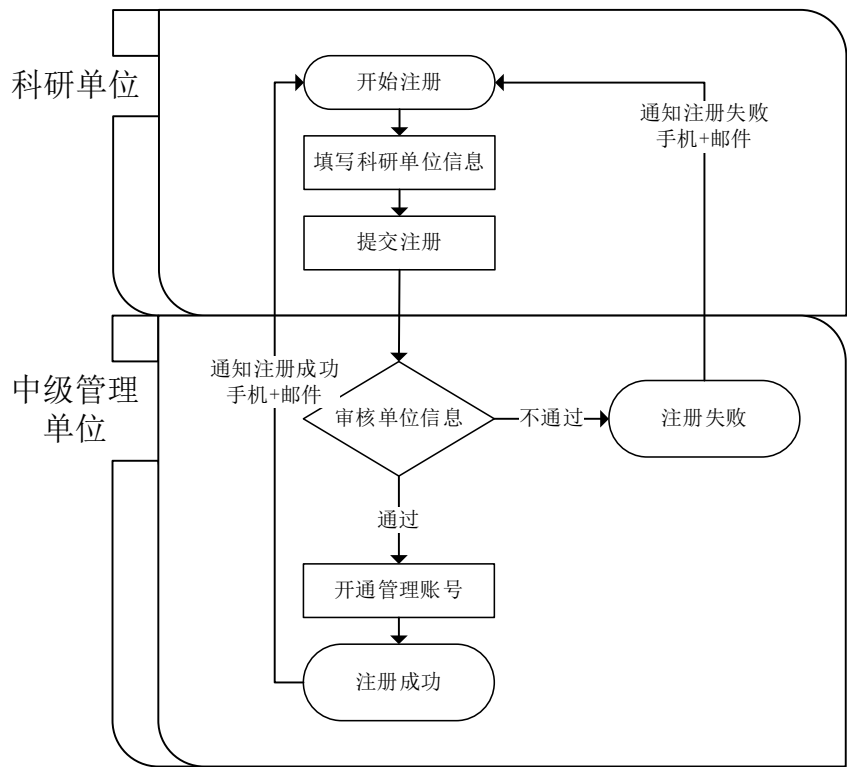 科研单位
开始注册
通知注册失败
手机+邮件
填写科研单位信息
提交注册
中级管理
单位
通知注册成功
手机+邮件
审核单位信息
不通过
注册失败
通过
开通管理账号
注册成功